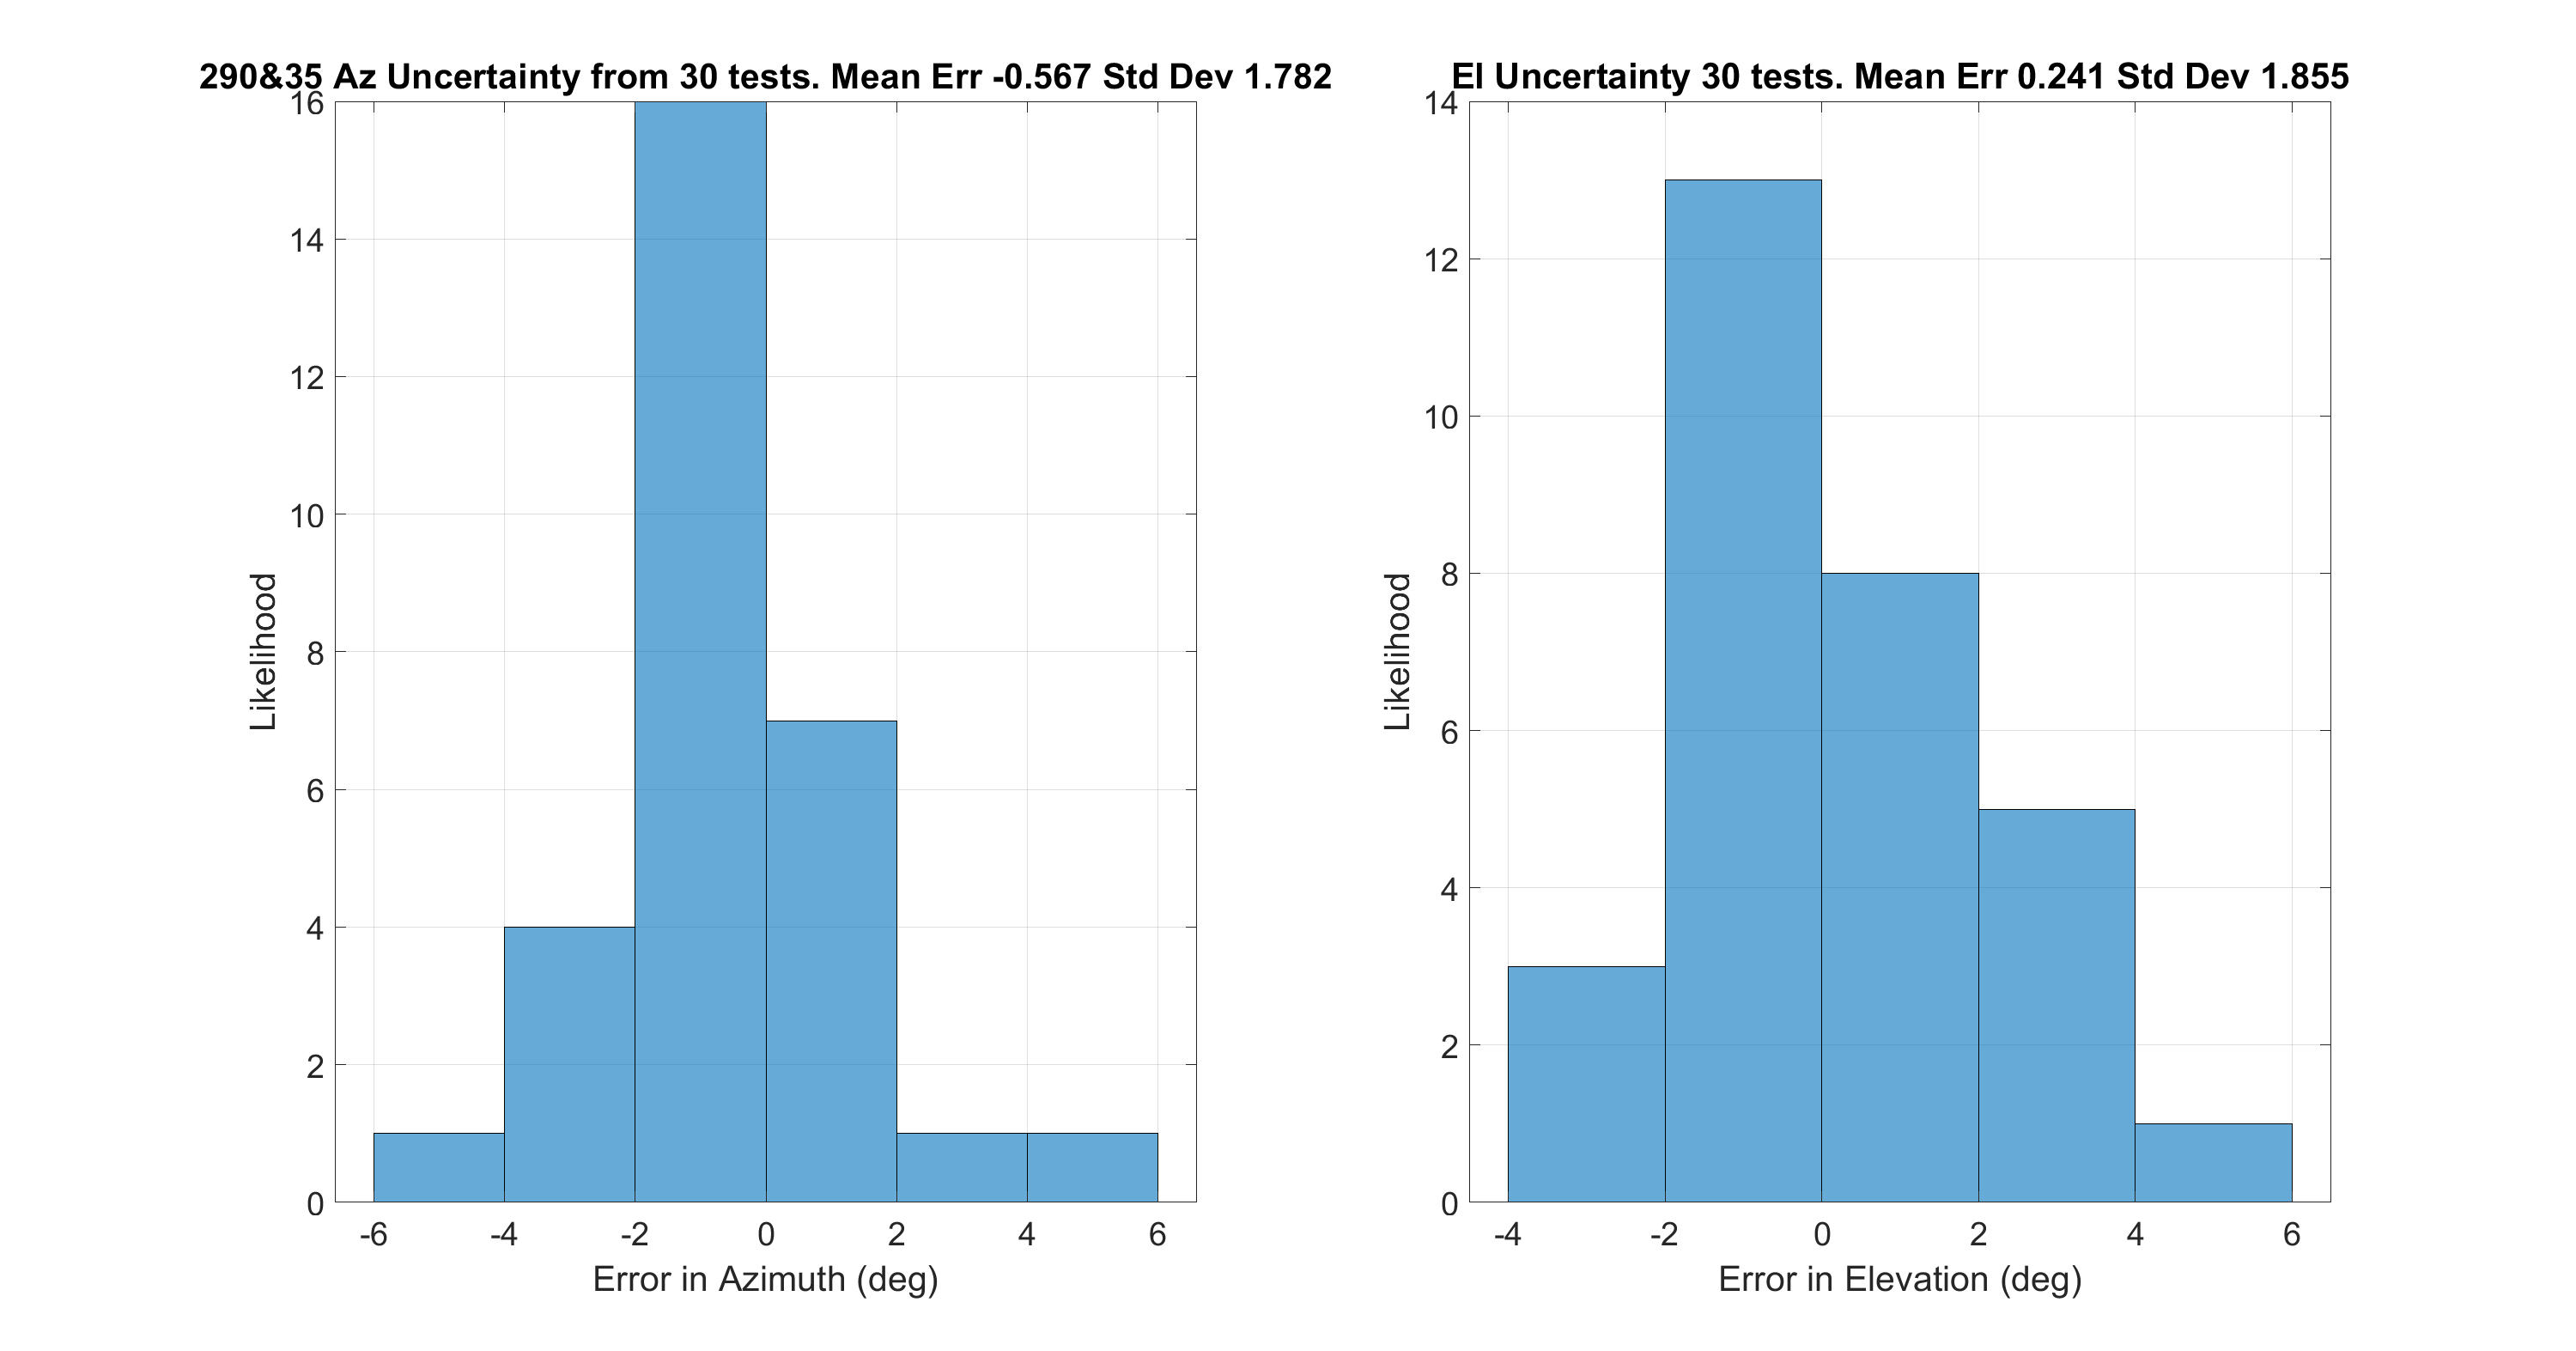 290&35 Az Uncertainty from 30 tests. Mean Err -0.567 Std Dev 1.782
16
14
12
10
8
6
4
2
0
Likelihood
-6 -4 -2 0 2 4 6
Error in Azimuth (deg)
El Uncertainty 30 tests. Mean Err 0.241 Std Dev 1.855
14
12
10
8
6
4
2
0
Likelihood
-4 -2 0 2 4 6
Error in Elevation (deg)